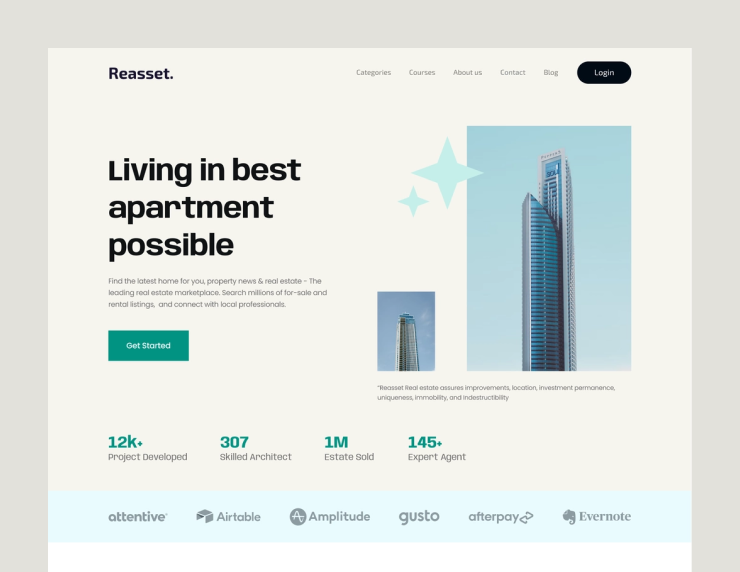 Reasset.
Categories
Courses
About us
Contact
Blog
Login
Living in best
apartment
possible
Find the latest home for you, property news & real estate - The
leading real estate marketplace. Search millions of for-sale and
rental listings, and connect with local professionals.
Get Started
"Reasset Real estate assures improvements, location, investment permanence,
uniqueness, immobility, and indestructibility
12k+
Project Developed
307
Skilled Architect
1M
Estate Sold
145+
Expert Agent
attentive
Airtable
Amplitude
gusto
afterpay
Evernote